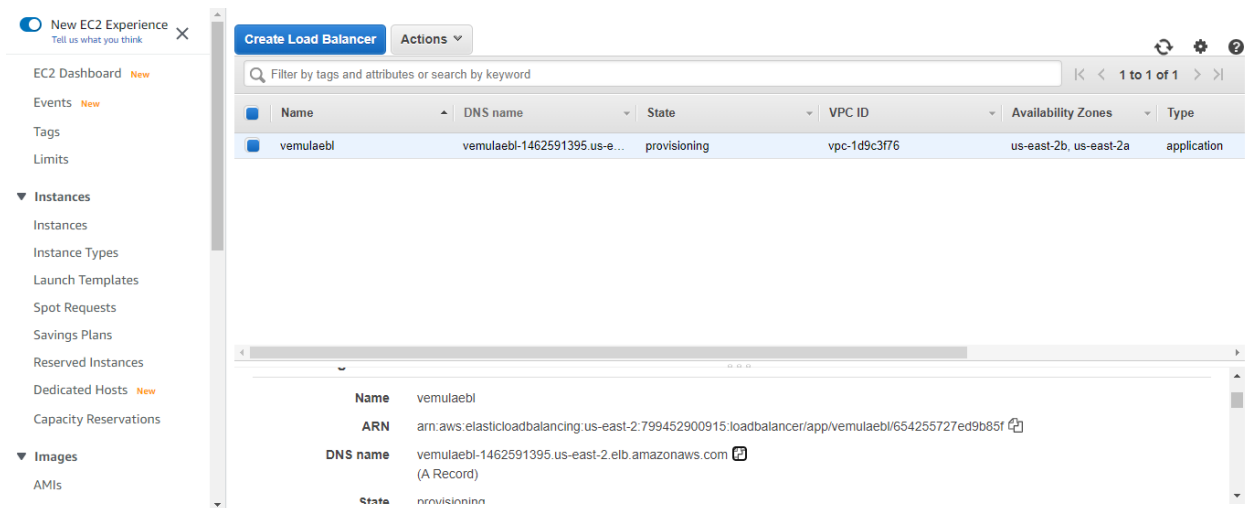 New EC2 Experience
Tell us what you think
EC2 Dashboard New
Events New
Tags
Limits
Instances
Instances
Instance Types
Launch Templates
Spot Requests
Savings Plans
Reserved Instances
Dedicated Hosts New
Capacity Reservations
Images
AMIs
Create Load Balancer Actions
Filter by tags and attributes or search by keyword 1 to 1 of 1
Name DNS name State VPC ID Availability Zones Type
vemulaebl vemulaebl-1462591395.us-e... provisioning vpc-1d9c3f76 us-east-2b, us-east-2a application
Name vemulaebl
ARN arn:aws:elasticloadbalancing:us-east-2:799452900915:loadbalancer/app/vemulaebl/654255727ed9b85f
DNS name vemulaebl-1462591395.us-east-2.elb.amazonaws.com
(A Record)
State provisioning